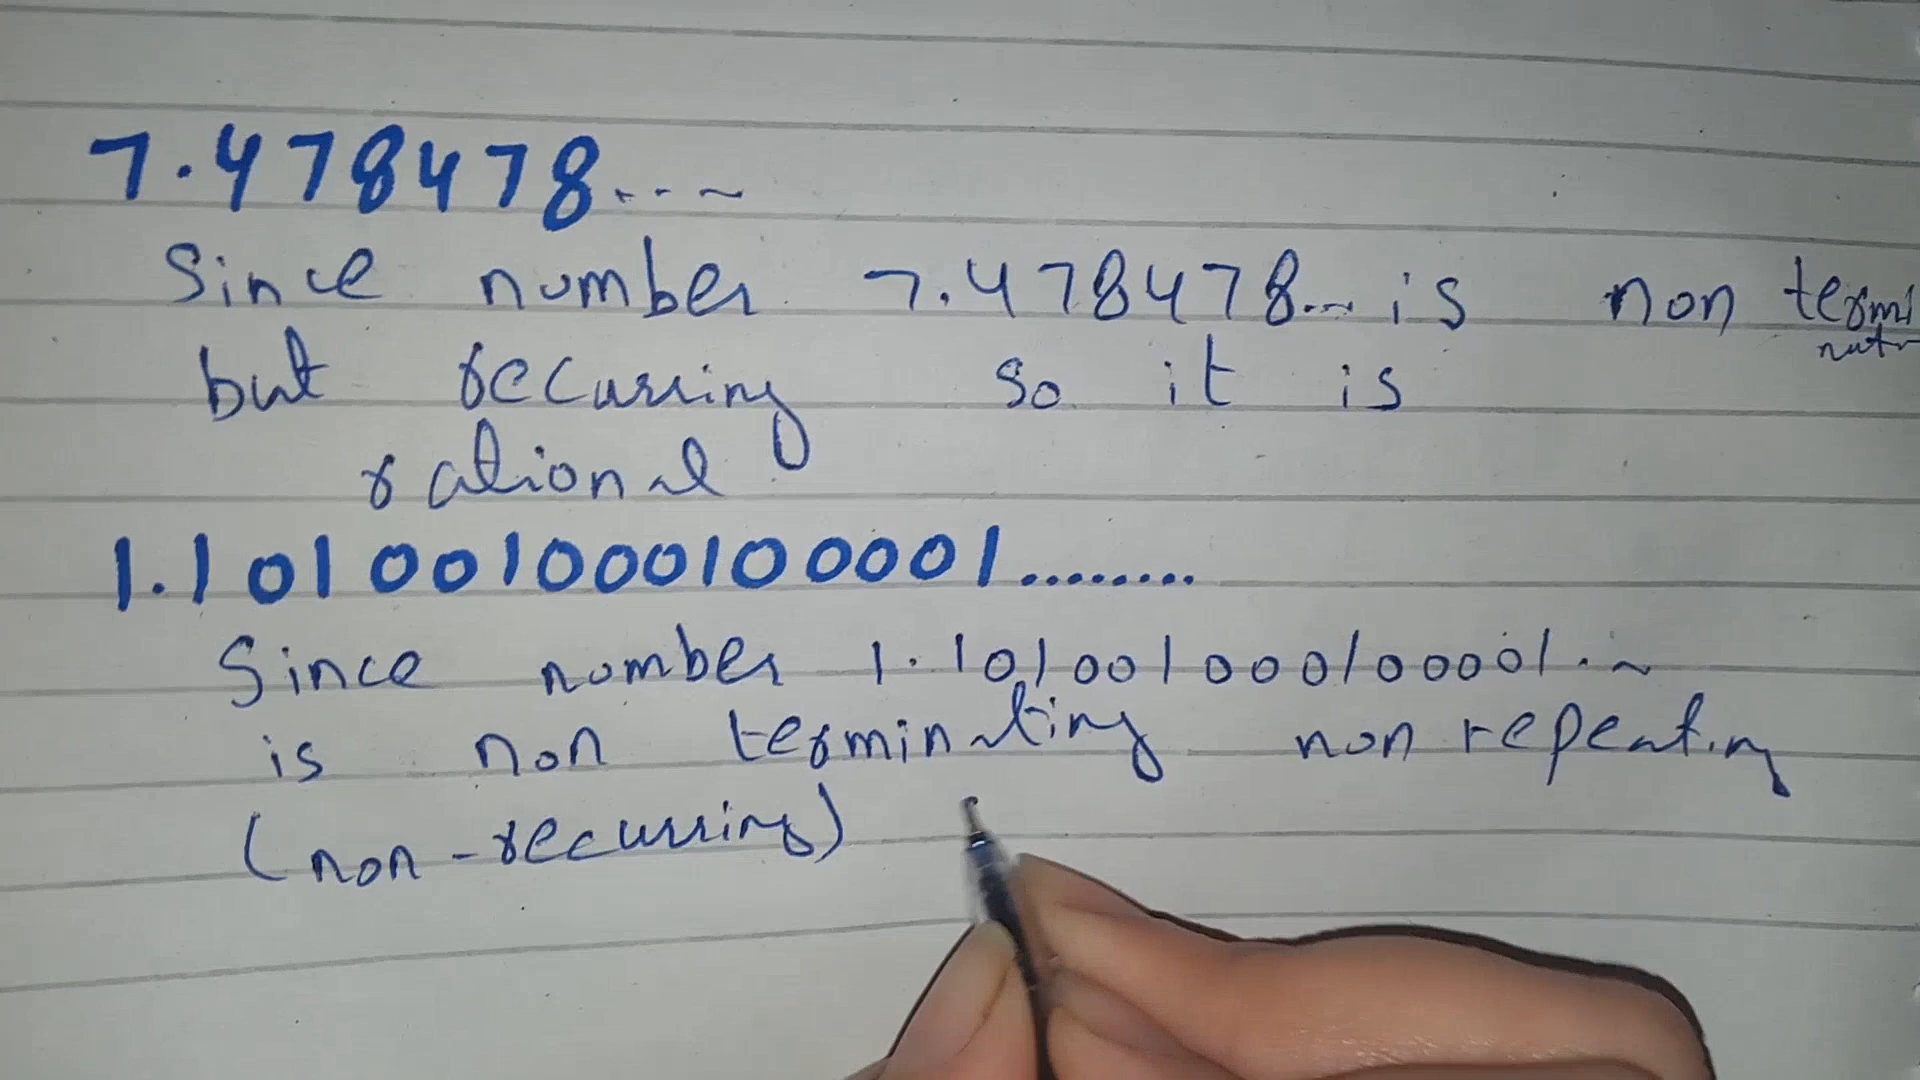 7.478478...
Since number 7.478478... is non termi
nat
but recurring so it is
rational
1.101001000100001........
Since number 1.101001000100001..
is non terminating non repeating
(non-recurring)